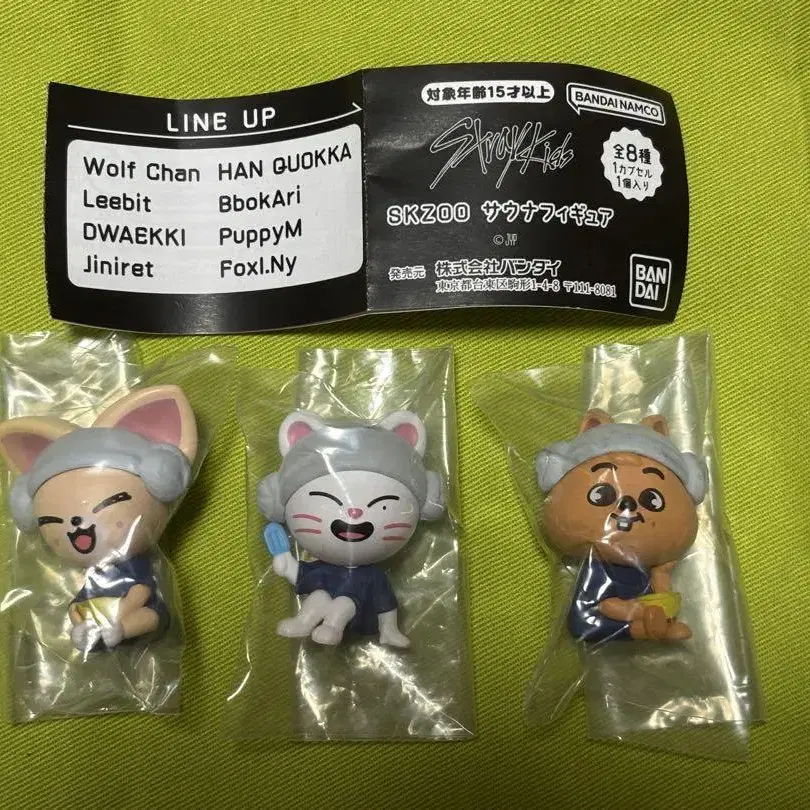 LINE UP
Wolf Chan HAN QUOKKA
Leebit BbokAri
DWAEKKI PuppyM
Jiniret FoxI.Ny
対象年齢15才以上
BANDAI NAMCO
StrayKids
全8種
1カプセル
1個入り
SKZOO サウナフィギュア
©JYP
発売元 株式会社バンダイ
東京都台東区駒形1-4-8 〒111-8081
BAN
DAI